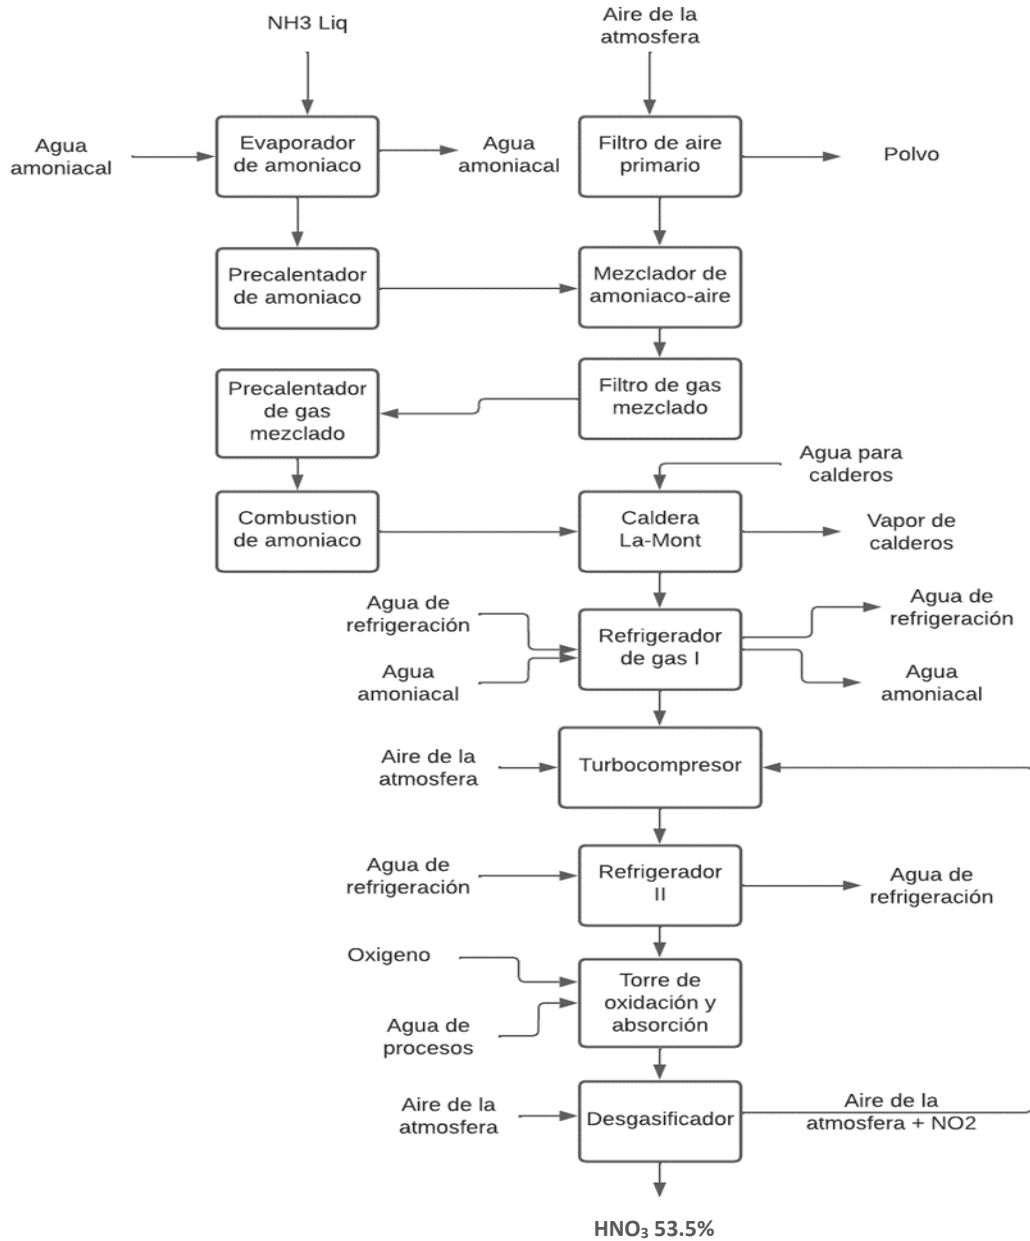 NH3 Liq
Aire de la
atmosfera
Agua
amoniacal
Evaporador
de amoniaco
Agua
amoniacal
Filtro de aire
primario
Polvo
Precalentador
de amoniaco
Mezclador de
amoniaco-aire
Precalentador
de gas
mezclado
Filtro de gas
mezclado
Agua para
calderos
Combustion
de amoniaco
Caldera
La-Mont
Vapor de
calderos
Agua de
refrigeración
Agua
amoniacal
Refrigerador
de gas I
Agua de
refrigeración
Agua
amoniacal
Aire de la
atmosfera
Turbocompresor
Agua de
refrigeración
Refrigerador
II
Agua de
refrigeración
Oxigeno
Agua de
procesos
Torre de
oxidación y
absorción
Aire de la
atmosfera
Desgasificador
Aire de la
atmosfera + NO2
HNO₃ 53.5%